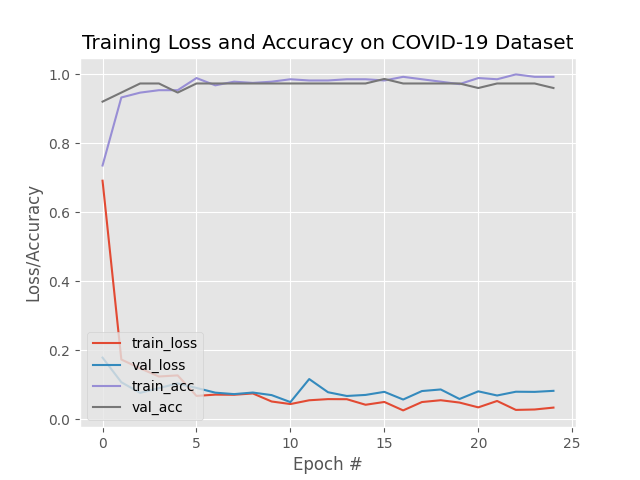 Training Loss and Accuracy on COVID-19 Dataset
1.0
0.8
0.6
0.4
0.2
0.0
Loss/Accuracy
train_loss
val_loss
train_acc
val_acc
0 5 10 15 20 25
Epoch #